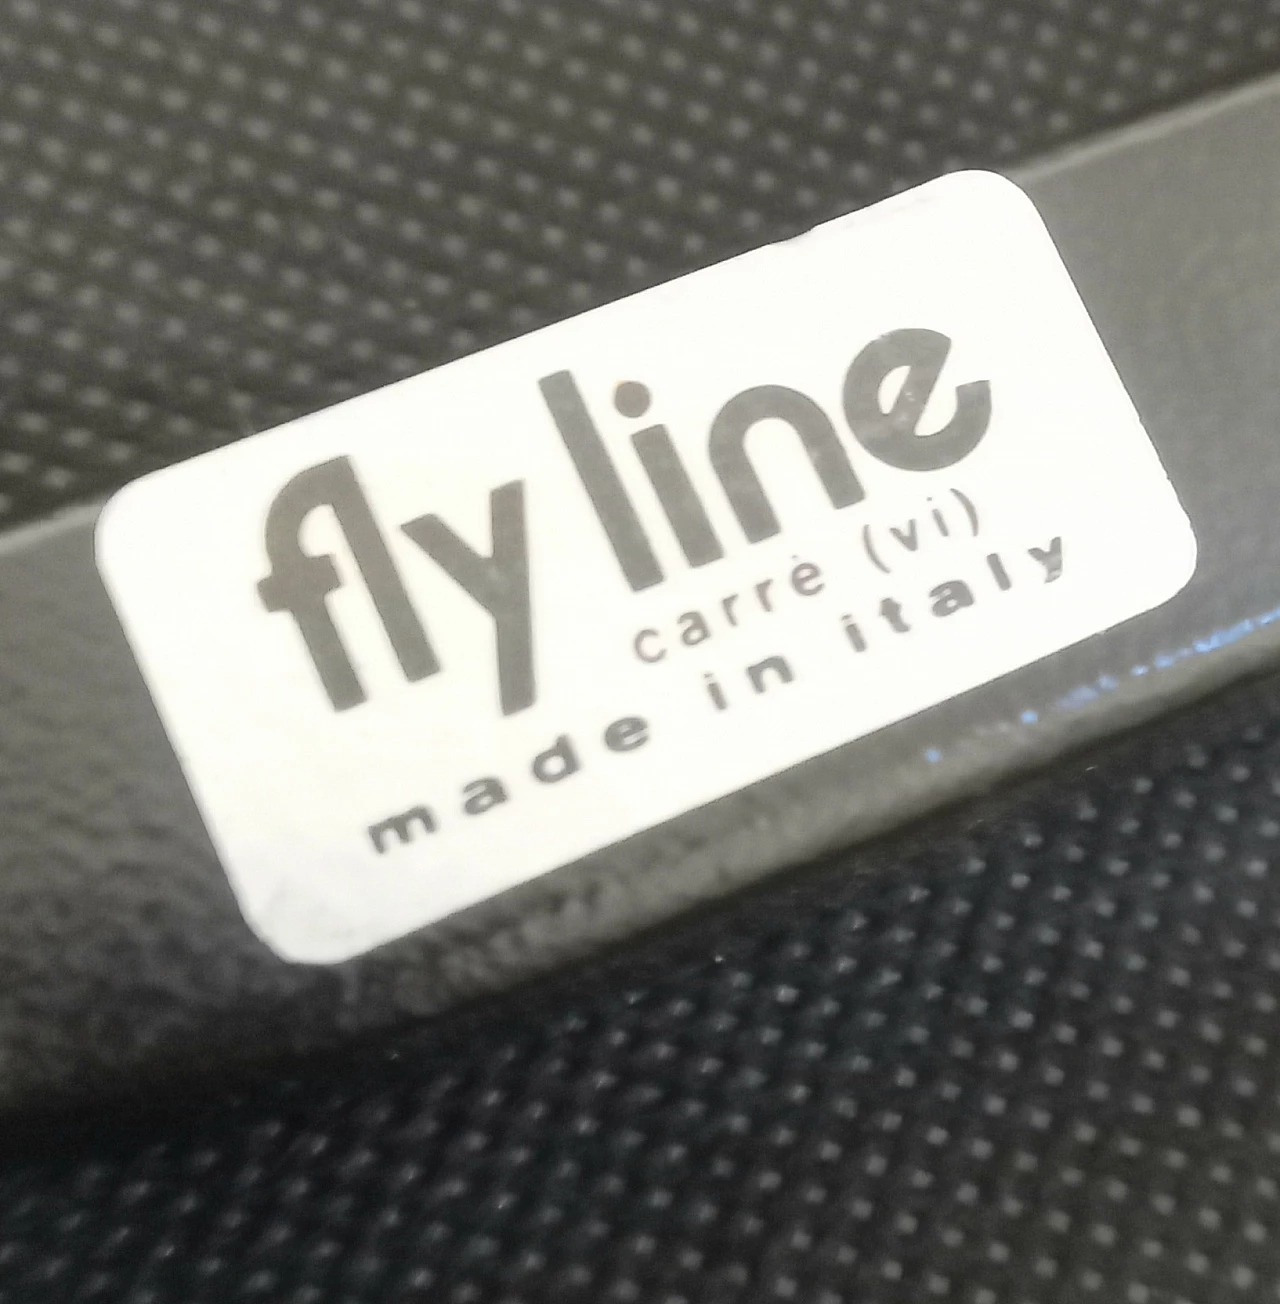 fly line
carrè (vi)
made in italy